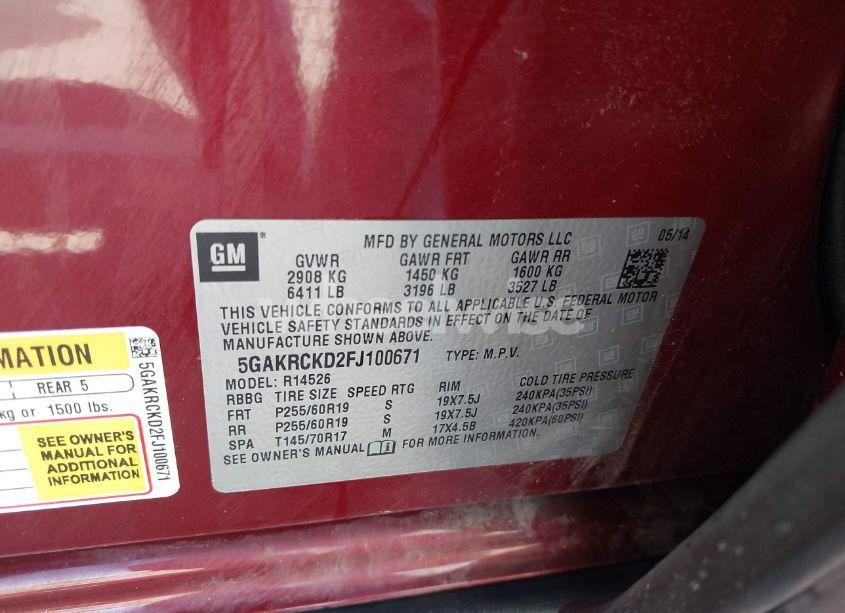 GM
MFD BY GENERAL MOTORS LLC
05/14
GVWR GAWR FRT GAWR RR
2908 KG 1450 KG 1600 KG
6411 LB 3196 LB 3527 LB
THIS VEHICLE CONFORMS TO ALL APPLICABLE U.S. FEDERAL MOTOR
VEHICLE SAFETY STANDARDS IN EFFECT ON THE DATE OF
MANUFACTURE SHOWN ABOVE.
5GAKRCKD2FJ100671 TYPE: M.P.V.
MODEL: R14526
RBBG TIRE SIZE SPEED RTG RIM COLD TIRE PRESSURE
FRT P255/60R19 S 19X7.5J 240KPA(35PSI)
RR P255/60R19 S 19X7.5J 240KPA(35PSI)
SPA T145/70R17 M 17X4.5B 420KPA(60PSI)
SEE OWNER'S MANUAL FOR MORE INFORMATION.
MATION
REAR 5
kg or 1500 lbs.
SEE OWNER'S
MANUAL FOR
ADDITIONAL
INFORMATION
5GAKRCKD2FJ100671